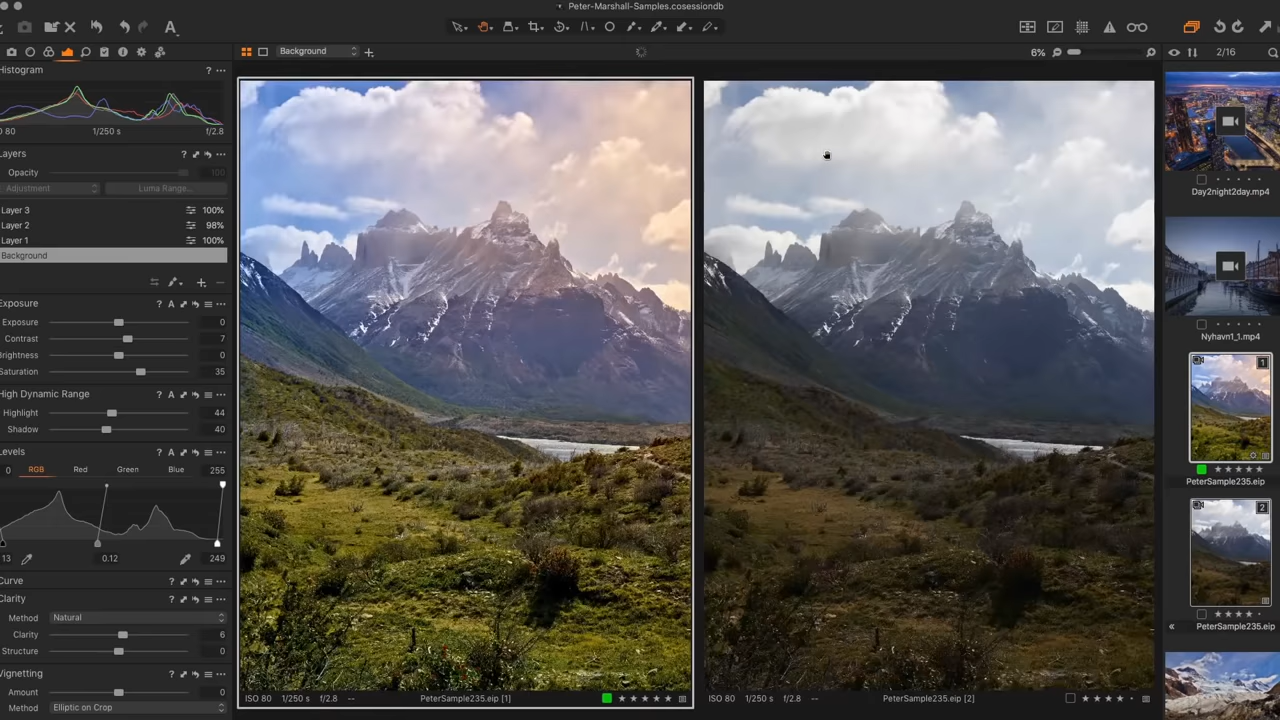 Peter-Marshall-Samples.cosessiondb
A
Background
6%
2/16
Histogram
?
O 80 1/250 s f/2.8
Layers
?
Opacity 100
Adjustment Luma Range...
Layer 3 100%
Layer 2 98%
Layer 1 100%
Background
Exposure ? A
Exposure 0
Contrast 7
Brightness 0
Saturation 35
High Dynamic Range ? A
Highlight 44
Shadow 40
Levels ? A
0 RGB Red Green Blue 255
13 0.12 249
Curve ?
Clarity ?
Method Natural
Clarity 6
Structure 0
Vignetting ?
Amount 0
Method Elliptic on Crop
ISO 80 1/250 s f/2.8 -- PeterSample235.eip [1]
ISO 80 1/250 s f/2.8 -- PeterSample235.eip [2]
Day2night2day.mp4
Nyhavn1_1.mp4
1
PeterSample235.eip
2
PeterSample235.eip